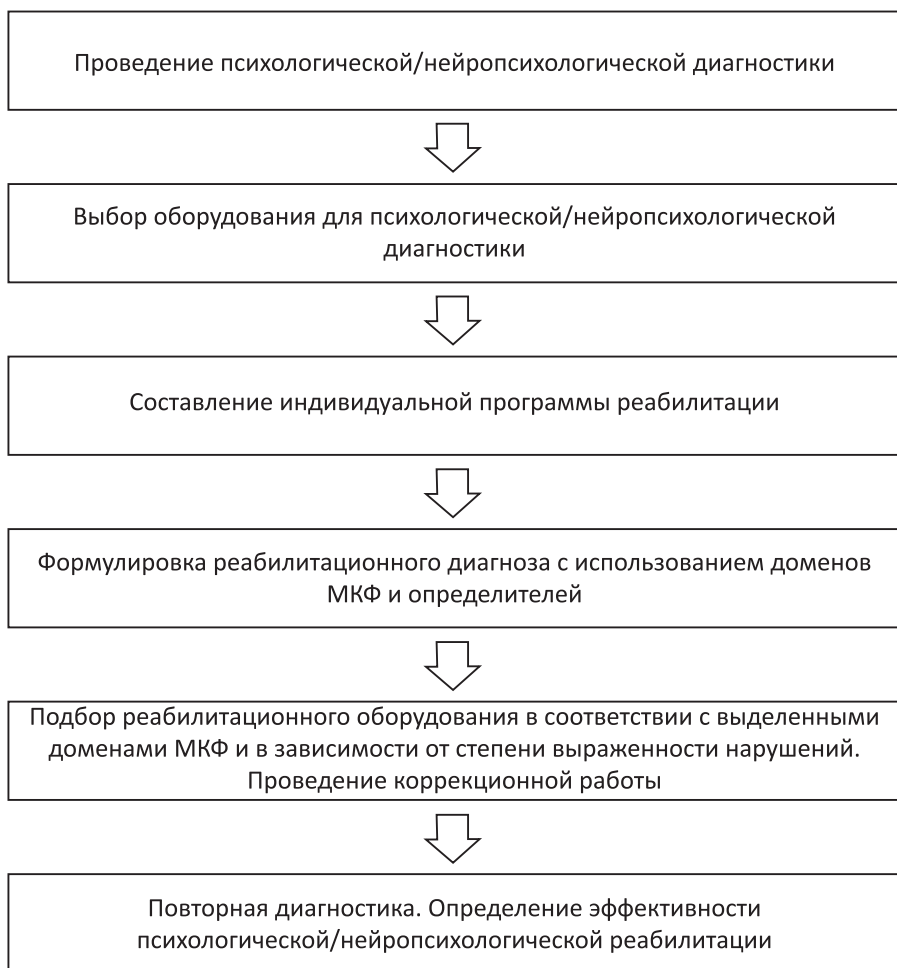 Проведение психологической/нейропсихологической диагностики
Выбор оборудования для психологической/нейропсихологической
диагностики
Составление индивидуальной программы реабилитации
Формулировка реабилитационного диагноза с использованием доменов
МКФ и определителей
Подбор реабилитационного оборудования в соответствии с выделенными
доменами МКФ и в зависимости от степени выраженности нарушений.
Проведение коррекционной работы
Повторная диагностика. Определение эффективности
психологической/нейропсихологической реабилитации